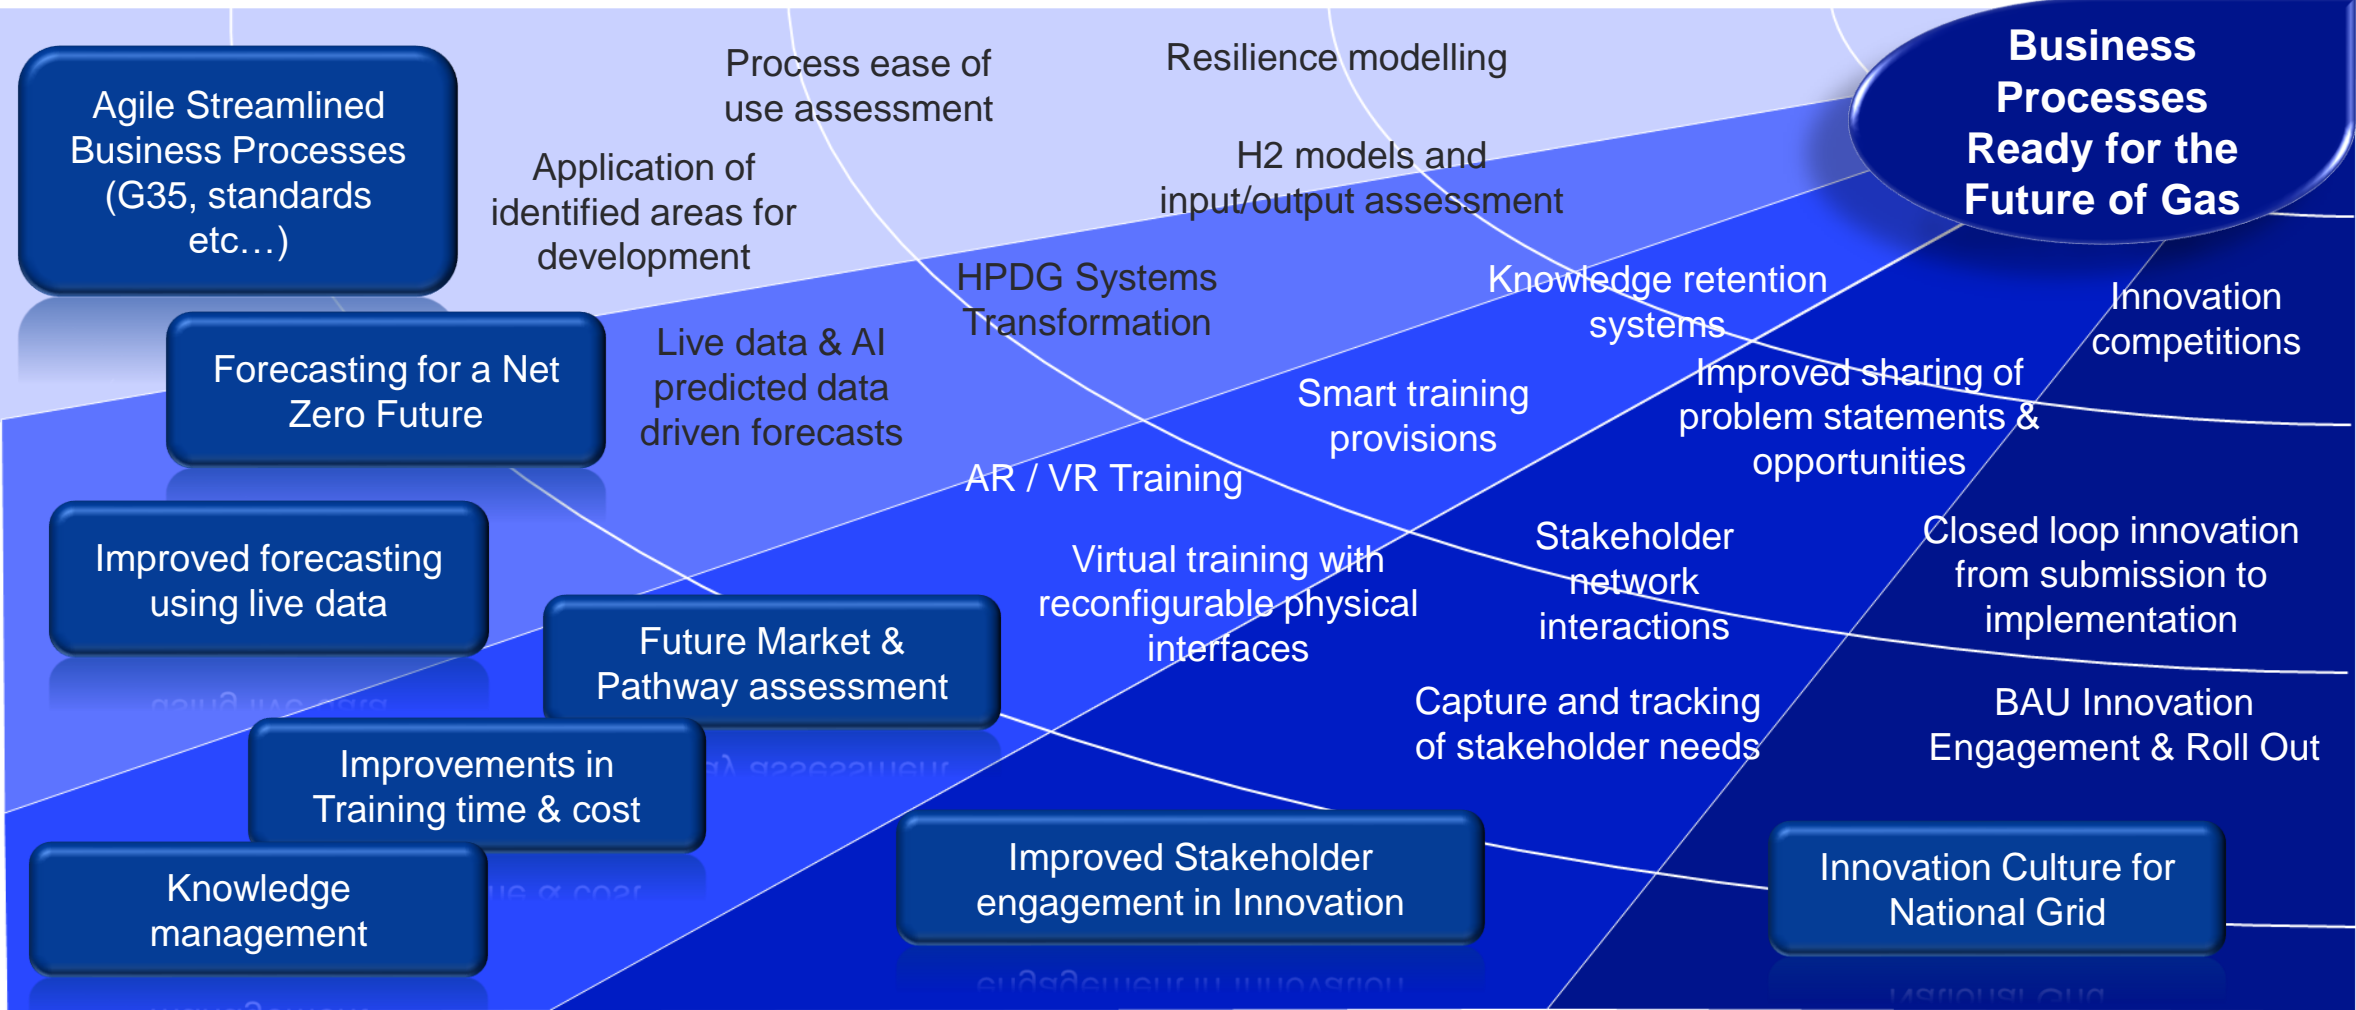 Business
Processes
Ready for the
Future of Gas
Agile Streamlined
Business Processes
(G35, standards
etc…)
Process ease of
use assessment
Resilience modelling
Application of
identified areas for
development
H2 models and
input/output assessment
Forecasting for a Net
Zero Future
Live data & AI
predicted data
driven forecasts
HPDG Systems
Transformation
Knowledge retention
systems
Innovation
competitions
Smart training
provisions
Improved sharing of
problem statements &
opportunities
AR / VR Training
Improved forecasting
using live data
Virtual training with
reconfigurable physical
interfaces
Stakeholder
network
interactions
Closed loop innovation
from submission to
implementation
Future Market &
Pathway assessment
Capture and tracking
of stakeholder needs
BAU Innovation
Engagement & Roll Out
Improvements in
Training time & cost
Knowledge
management
Improved Stakeholder
engagement in Innovation
Innovation Culture for
National Grid